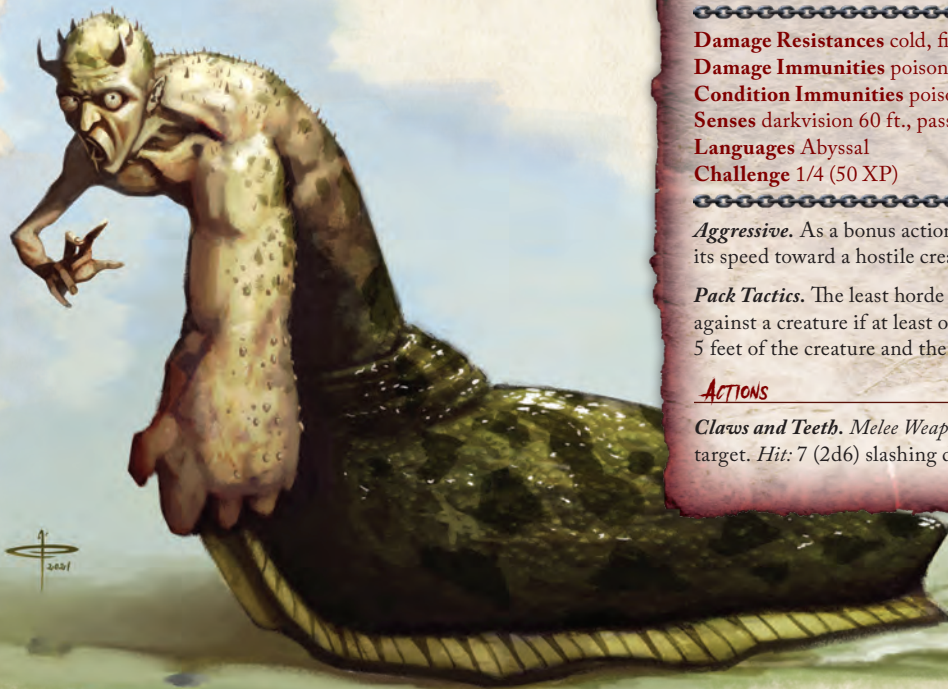 Damage Resistances cold, fi
Damage Immunities poison
Condition Immunities poiso
Senses darkvision 60 ft., pass
Languages Abyssal
Challenge 1/4 (50 XP)
Aggressive. As a bonus action
its speed toward a hostile crea
Pack Tactics. The least horde
against a creature if at least o
5 feet of the creature and the
ACTIONS
Claws and Teeth. Melee Weap
target. Hit: 7 (2d6) slashing d
2021